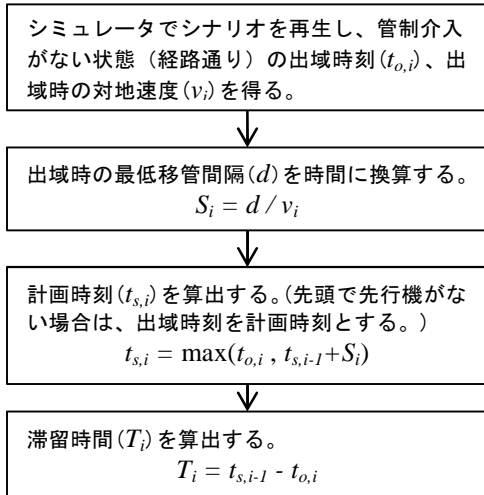 シミュレータでシナリオを再生し、管制介入
がない状態（経路通り）の出域時刻(t_{o,i})、出
域時の対地速度(v_i)を得る。
出域時の最低移管間隔(d)を時間に換算する。
S_i = d / v_i
計画時刻(t_{s,i})を算出する。(先頭で先行機がな
い場合は、出域時刻を計画時刻とする。)
t_{s,i} = max(t_{o,i} , t_{s,i-1}+S_i)
滞留時間(T_i)を算出する。
T_i = t_{s,i-1} - t_{o,i}